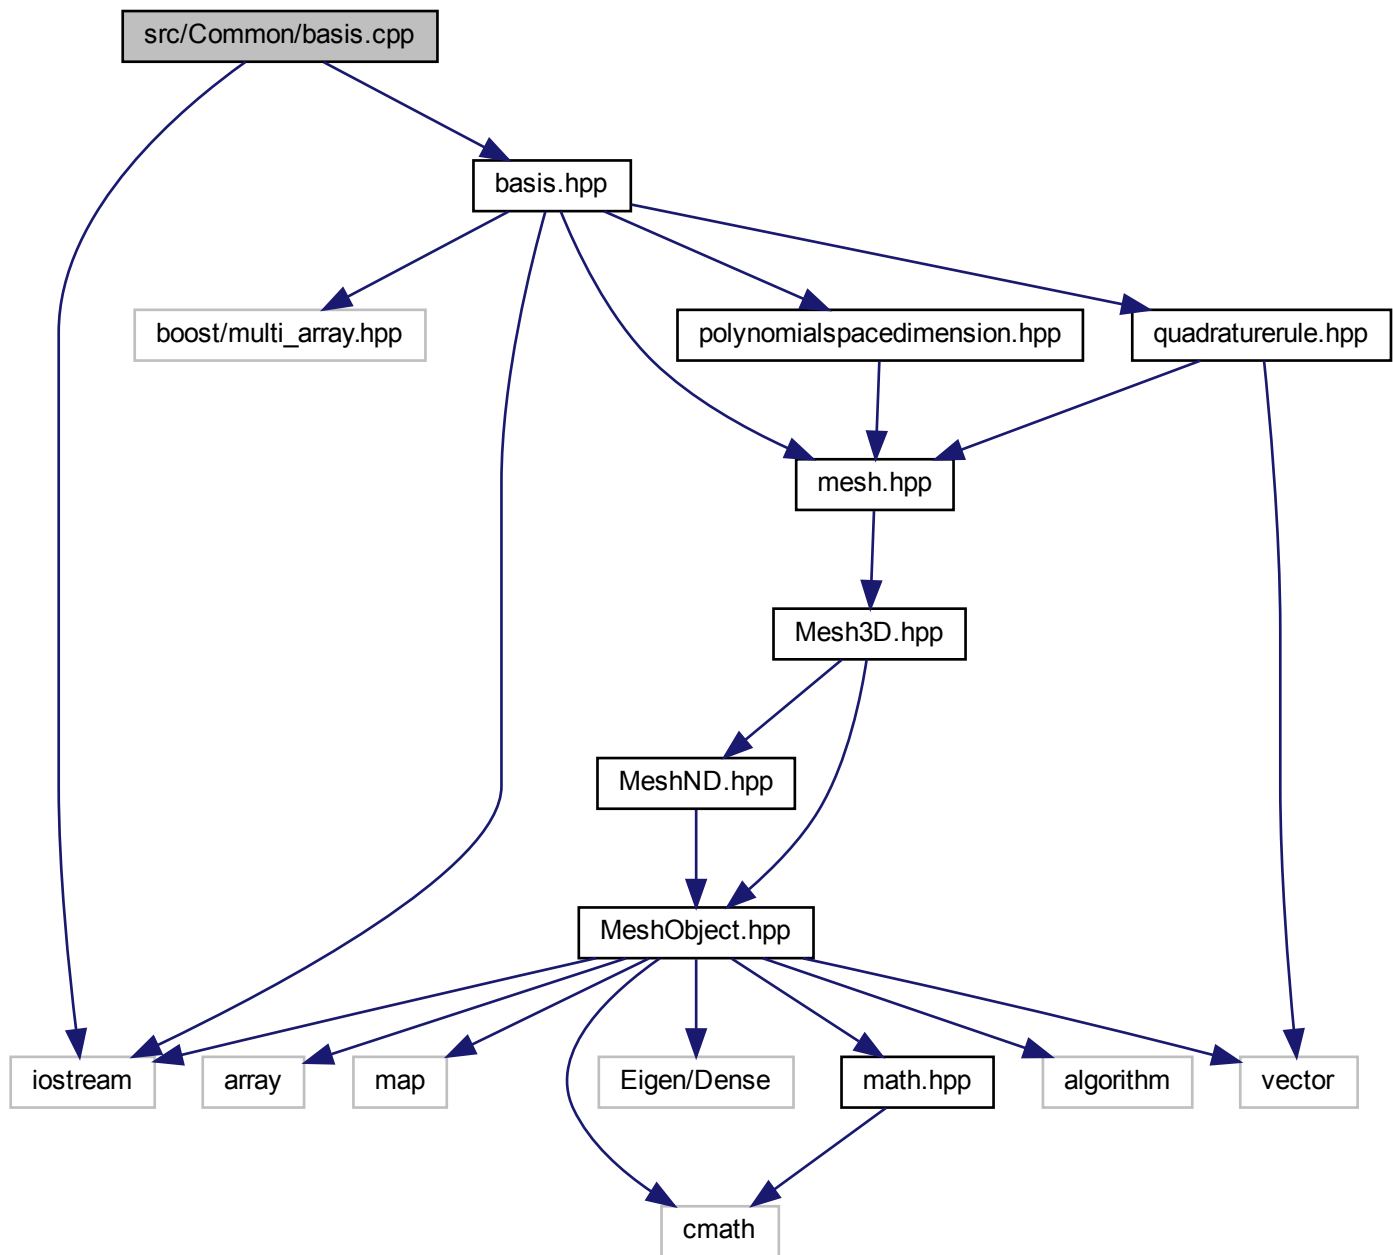 src/Common/basis.cpp
basis.hpp
boost/multi_array.hpp
polynomialspacedimension.hpp
quadraturerule.hpp
mesh.hpp
Mesh3D.hpp
MeshND.hpp
MeshObject.hpp
iostream
array
map
Eigen/Dense
math.hpp
algorithm
vector
cmath